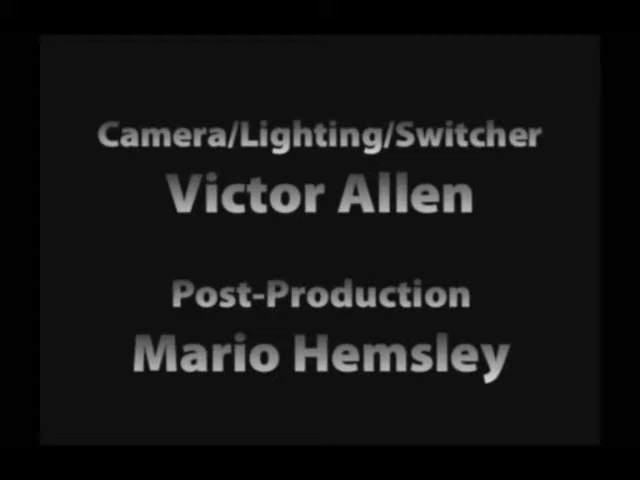 Camera/Lighting/Switcher
Victor Allen
Post-Production
Mario Hemsley